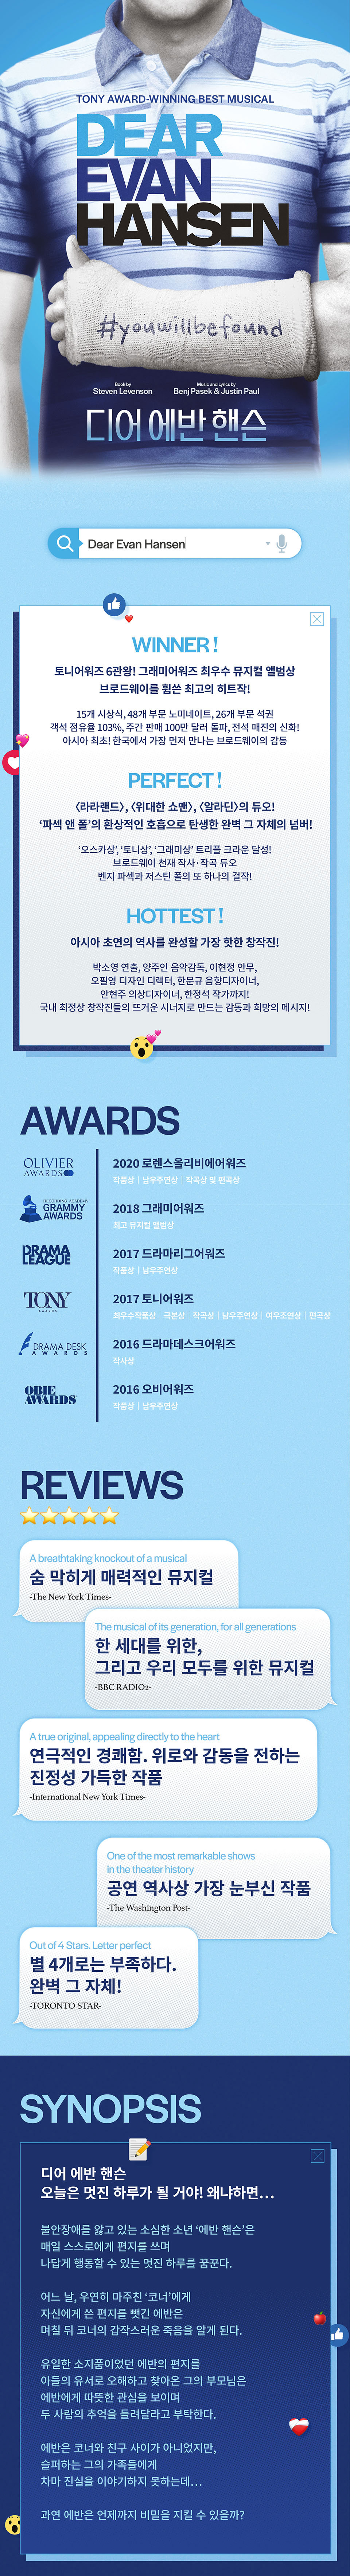 TONY AWARD-WINNING BEST MUSICAL
DEAR
EVAN
HANSEN
#youwillbefound
Book by
Steven Levenson
Music and Lyrics by
Benj Pasek & Justin Paul
디어 에반 핸슨
Dear Evan Hansen
WINNER !
토니어워즈 6관왕! 그래미어워즈 최우수 뮤지컬 앨범상
브로드웨이를 휩쓴 최고의 히트작!
15개 시상식, 48개 부문 노미네이트, 26개 부문 석권
객석 점유율 103%, 주간 판매 100만 달러 돌파, 전석 매진의 신화!
아시아 최초! 한국에서 가장 먼저 만나는 브로드웨이의 감동
PERFECT !
〈라라랜드〉, 〈위대한 쇼맨〉, 〈알라딘〉의 듀오!
‘파섹 앤 폴’의 환상적인 호흡으로 탄생한 완벽 그 자체의 넘버!
‘오스카상’, ‘토니상’, ‘그래미상’ 트리플 크라운 달성!
브로드웨이 천재 작사·작곡 듀오
벤지 파섹과 저스틴 폴의 또 하나의 걸작!
HOTTEST !
아시아 초연의 역사를 완성할 가장 핫한 창작진!
박소영 연출, 양주인 음악감독, 이현정 안무,
오필영 디자인 디렉터, 한문규 음향디자이너,
안현주 의상디자이너, 한정석 작가까지!
국내 최정상 창작진들의 뜨거운 시너지로 만드는 감동과 희망의 메시지!
AWARDS
OLIVIER
AWARDS
2020 로렌스올리비에어워즈
작품상 | 남우주연상 | 작곡상 및 편곡상
RECORDING ACADEMY
GRAMMY
AWARDS
2018 그래미어워즈
최고 뮤지컬 앨범상
DRAMA
LEAGUE
2017 드라마리그어워즈
작품상 | 남우주연상
TONY
AWARDS
2017 토니어워즈
최우수작품상 | 극본상 | 작곡상 | 남우주연상 | 여우조연상 | 편곡상
DRAMA DESK
AWARDS
2016 드라마데스크어워즈
작사상
OBIE
AWARDS
2016 오비어워즈
작품상 | 남우주연상
REVIEWS
A breathtaking knockout of a musical
숨 막히게 매력적인 뮤지컬
-The New York Times-
The musical of its generation, for all generations
한 세대를 위한,
그리고 우리 모두를 위한 뮤지컬
-BBC RADIO2-
A true original, appealing directly to the heart
연극적인 경쾌함. 위로와 감동을 전하는
진정성 가득한 작품
-International New York Times-
One of the most remarkable shows
in the theater history
공연 역사상 가장 눈부신 작품
-The Washington Post-
Out of 4 Stars. Letter perfect
별 4개로는 부족하다.
완벽 그 자체!
-TORONTO STAR-
SYNOPSIS
디어 에반 핸슨
오늘은 멋진 하루가 될 거야! 왜냐하면…
불안장애를 앓고 있는 소심한 소년 ‘에반 핸슨’은
매일 스스로에게 편지를 쓰며
나답게 행동할 수 있는 멋진 하루를 꿈꾼다.
어느 날, 우연히 마주친 ‘코너’에게
자신에게 쓴 편지를 뺏긴 에반은
며칠 뒤 코너의 갑작스러운 죽음을 알게 된다.
유일한 소지품이었던 에반의 편지를
아들의 유서로 오해하고 찾아온 그의 부모님은
에반에게 따뜻한 관심을 보이며
두 사람의 추억을 들려달라고 부탁한다.
에반은 코너와 친구 사이가 아니었지만,
슬퍼하는 그의 가족들에게
차마 진실을 이야기하지 못하는데…
과연 에반은 언제까지 비밀을 지킬 수 있을까?